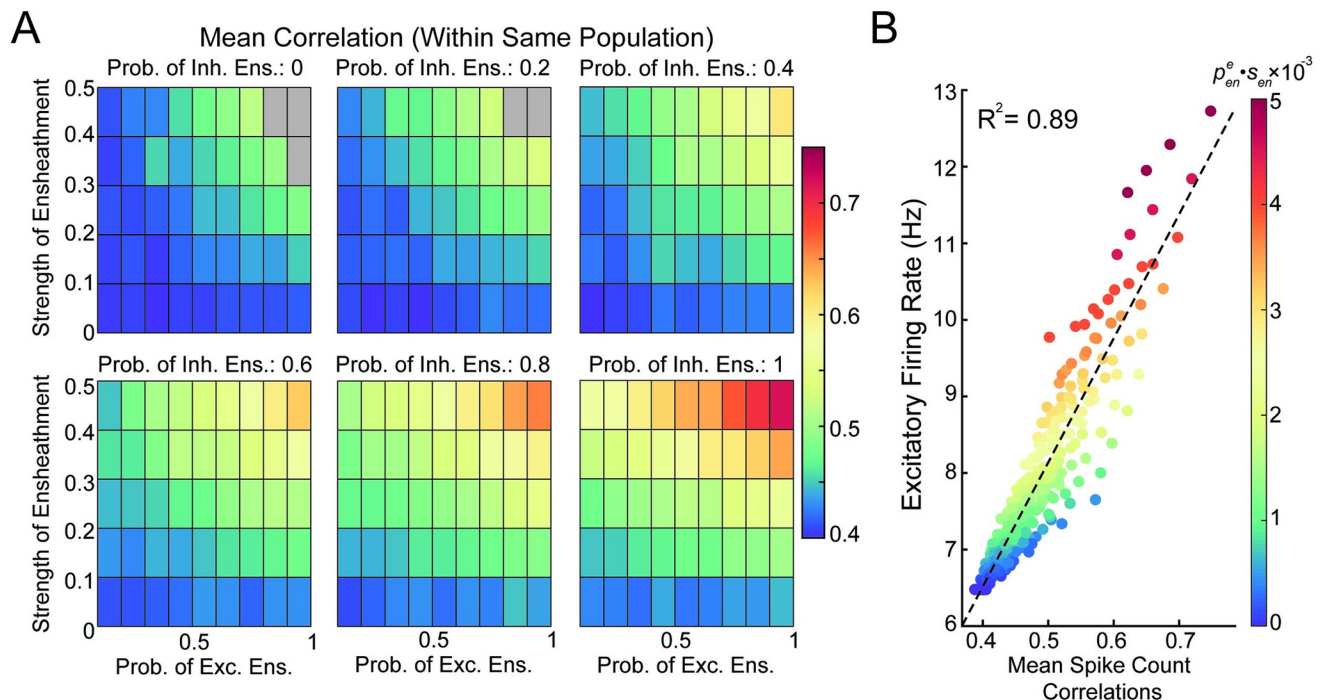 A
Mean Correlation (Within Same Population)
Prob. of Inh. Ens.: 0
Prob. of Inh. Ens.: 0.2
Prob. of Inh. Ens.: 0.4
Strength of Ensheathment
0.5
0.4
0.3
0.2
0.1
0
0.7
0.6
0.5
0.4
Prob. of Inh. Ens.: 0.6
Prob. of Inh. Ens.: 0.8
Prob. of Inh. Ens.: 1
Strength of Ensheathment
0.5
0.4
0.3
0.2
0.1
0
0.5 1
0.5 1
0.5 1
Prob. of Exc. Ens.
Prob. of Exc. Ens.
Prob. of Exc. Ens.
B
R²= 0.89
Excitatory Firing Rate (Hz)
13
12
11
10
9
8
7
6
0.4 0.5 0.6 0.7
Mean Spike Count
Correlations
pᵉₑₙ•sₑₙ×10⁻³
5
4
3
2
1
0